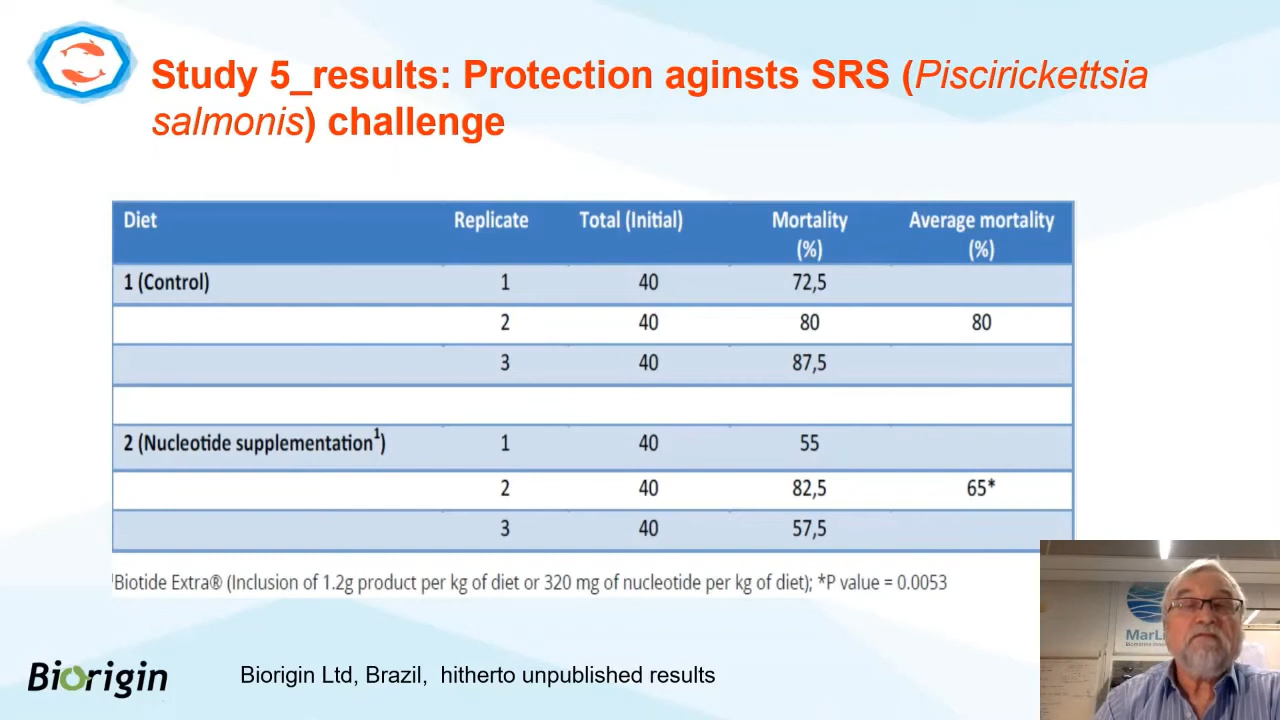 Study 5_results: Protection aginsts SRS (Piscirickettsia
salmonis) challenge
Diet Replicate Total (Initial) Mortality (%) Average mortality (%)
1 (Control) 1 40 72,5
2 40 80 80
3 40 87,5
2 (Nucleotide supplementation¹) 1 40 55
2 40 82,5 65*
3 40 57,5
¹Biotide Extra® (Inclusion of 1.2g product per kg of diet or 320 mg of nucleotide per kg of diet); *P value = 0.0053
Biorigin
Biorigin Ltd, Brazil, hitherto unpublished results